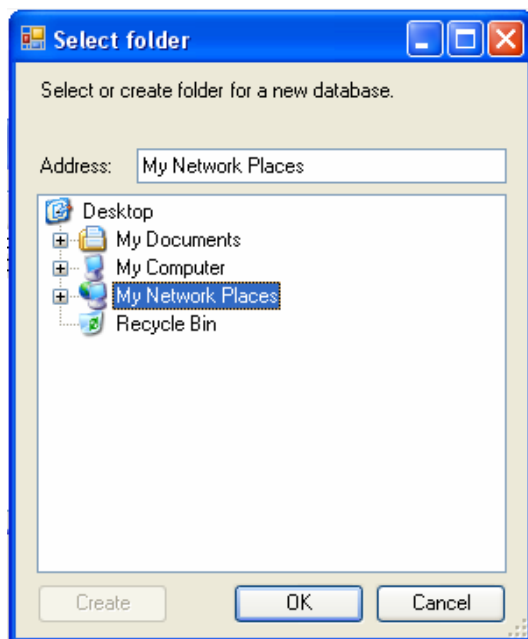 Select folder
Select or create folder for a new database.
Address: My Network Places
Desktop
My Documents
My Computer
My Network Places
Recycle Bin
Create OK Cancel